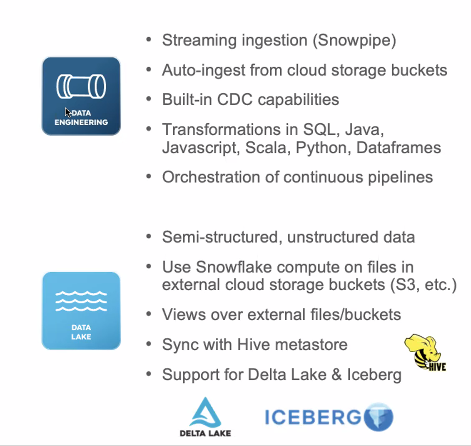 • Streaming ingestion (Snowpipe)
• Auto-ingest from cloud storage buckets
• Built-in CDC capabilities
• Transformations in SQL, Java,
Javascript, Scala, Python, Dataframes
• Orchestration of continuous pipelines
DATA
ENGINEERING
• Semi-structured, unstructured data
• Use Snowflake compute on files in
external cloud storage buckets (S3, etc.)
• Views over external files/buckets
• Sync with Hive metastore
• Support for Delta Lake & Iceberg
DATA
LAKE
HIVE
DELTA LAKE
ICEBERG